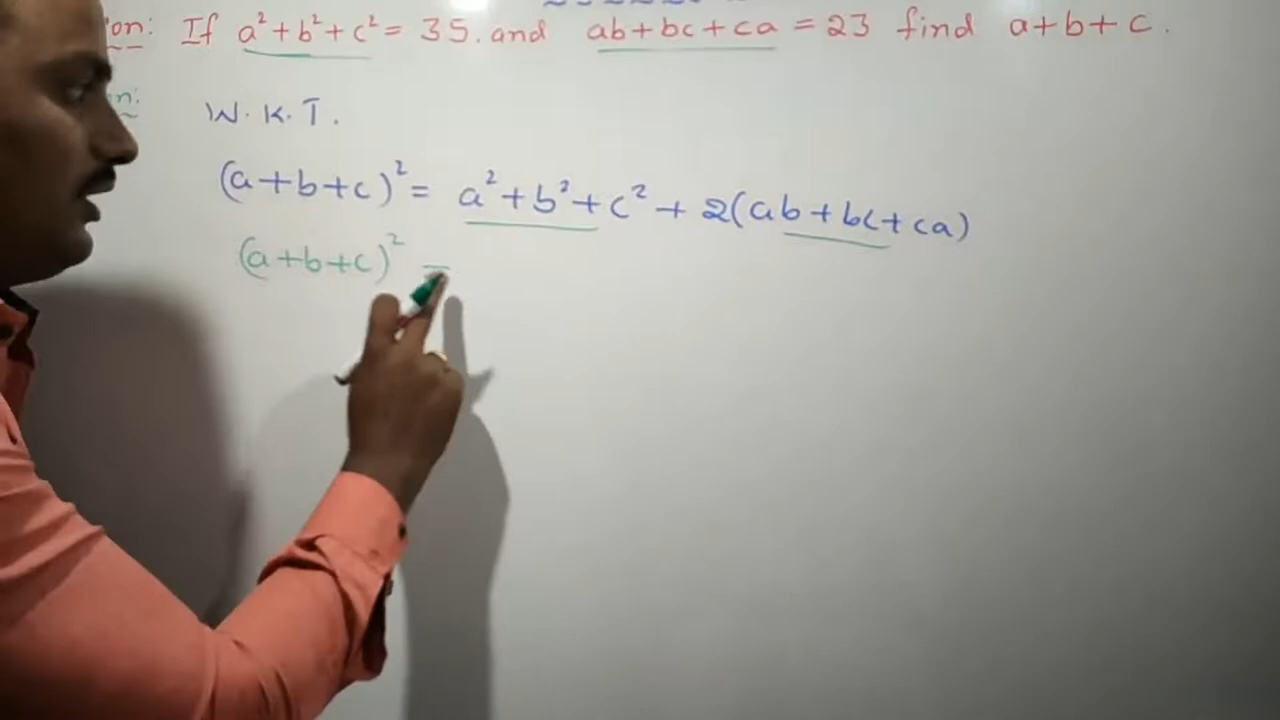 on: If a² + b² + c² = 35. and ab + bc + ca = 23 find a + b + c.
n:
W. K. T.
(a + b + c)² = a² + b² + c² + 2(ab + bc + ca)
(a + b + c)² =